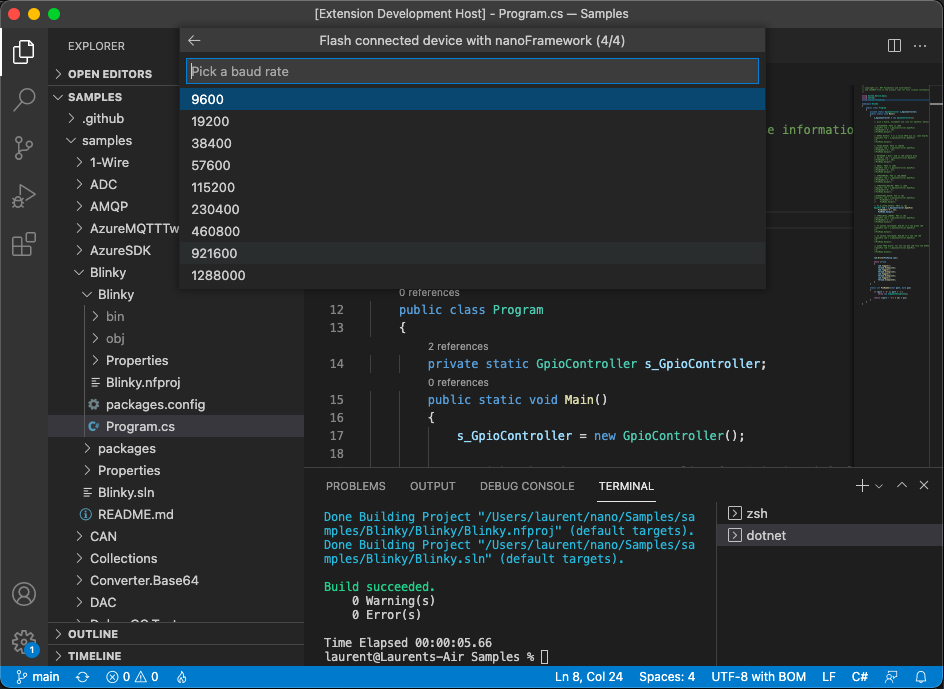 [Extension Development Host] - Program.cs — Samples
EXPLORER
Flash connected device with nanoFramework (4/4)
Pick a baud rate
9600
19200
38400
57600
115200
230400
460800
921600
1288000
OPEN EDITORS
SAMPLES
.github
samples
1-Wire
ADC
AMQP
AzureMQTTTw
AzureSDK
Blinky
Blinky
bin
obj
Properties
Blinky.nfproj
packages.config
Program.cs
packages
Properties
Blinky.sln
README.md
CAN
Collections
Converter.Base64
DAC
OUTLINE
TIMELINE
e informatio
0 references
12 public class Program
13 {
2 references
14 private static GpioController s_GpioController;
0 references
15 public static void Main()
16 {
17 s_GpioController = new GpioController();
18
PROBLEMS OUTPUT DEBUG CONSOLE TERMINAL
Done Building Project "/Users/laurent/nano/Samples/sa
mples/Blinky/Blinky/Blinky.nfproj" (default targets).
Done Building Project "/Users/laurent/nano/Samples/sa
mples/Blinky/Blinky.sln" (default targets).
Build succeeded.
0 Warning(s)
0 Error(s)
Time Elapsed 00:00:05.66
laurent@Laurents-Air Samples %
zsh
dotnet
1
main 0 0 Ln 8, Col 24 Spaces: 4 UTF-8 with BOM LF C#